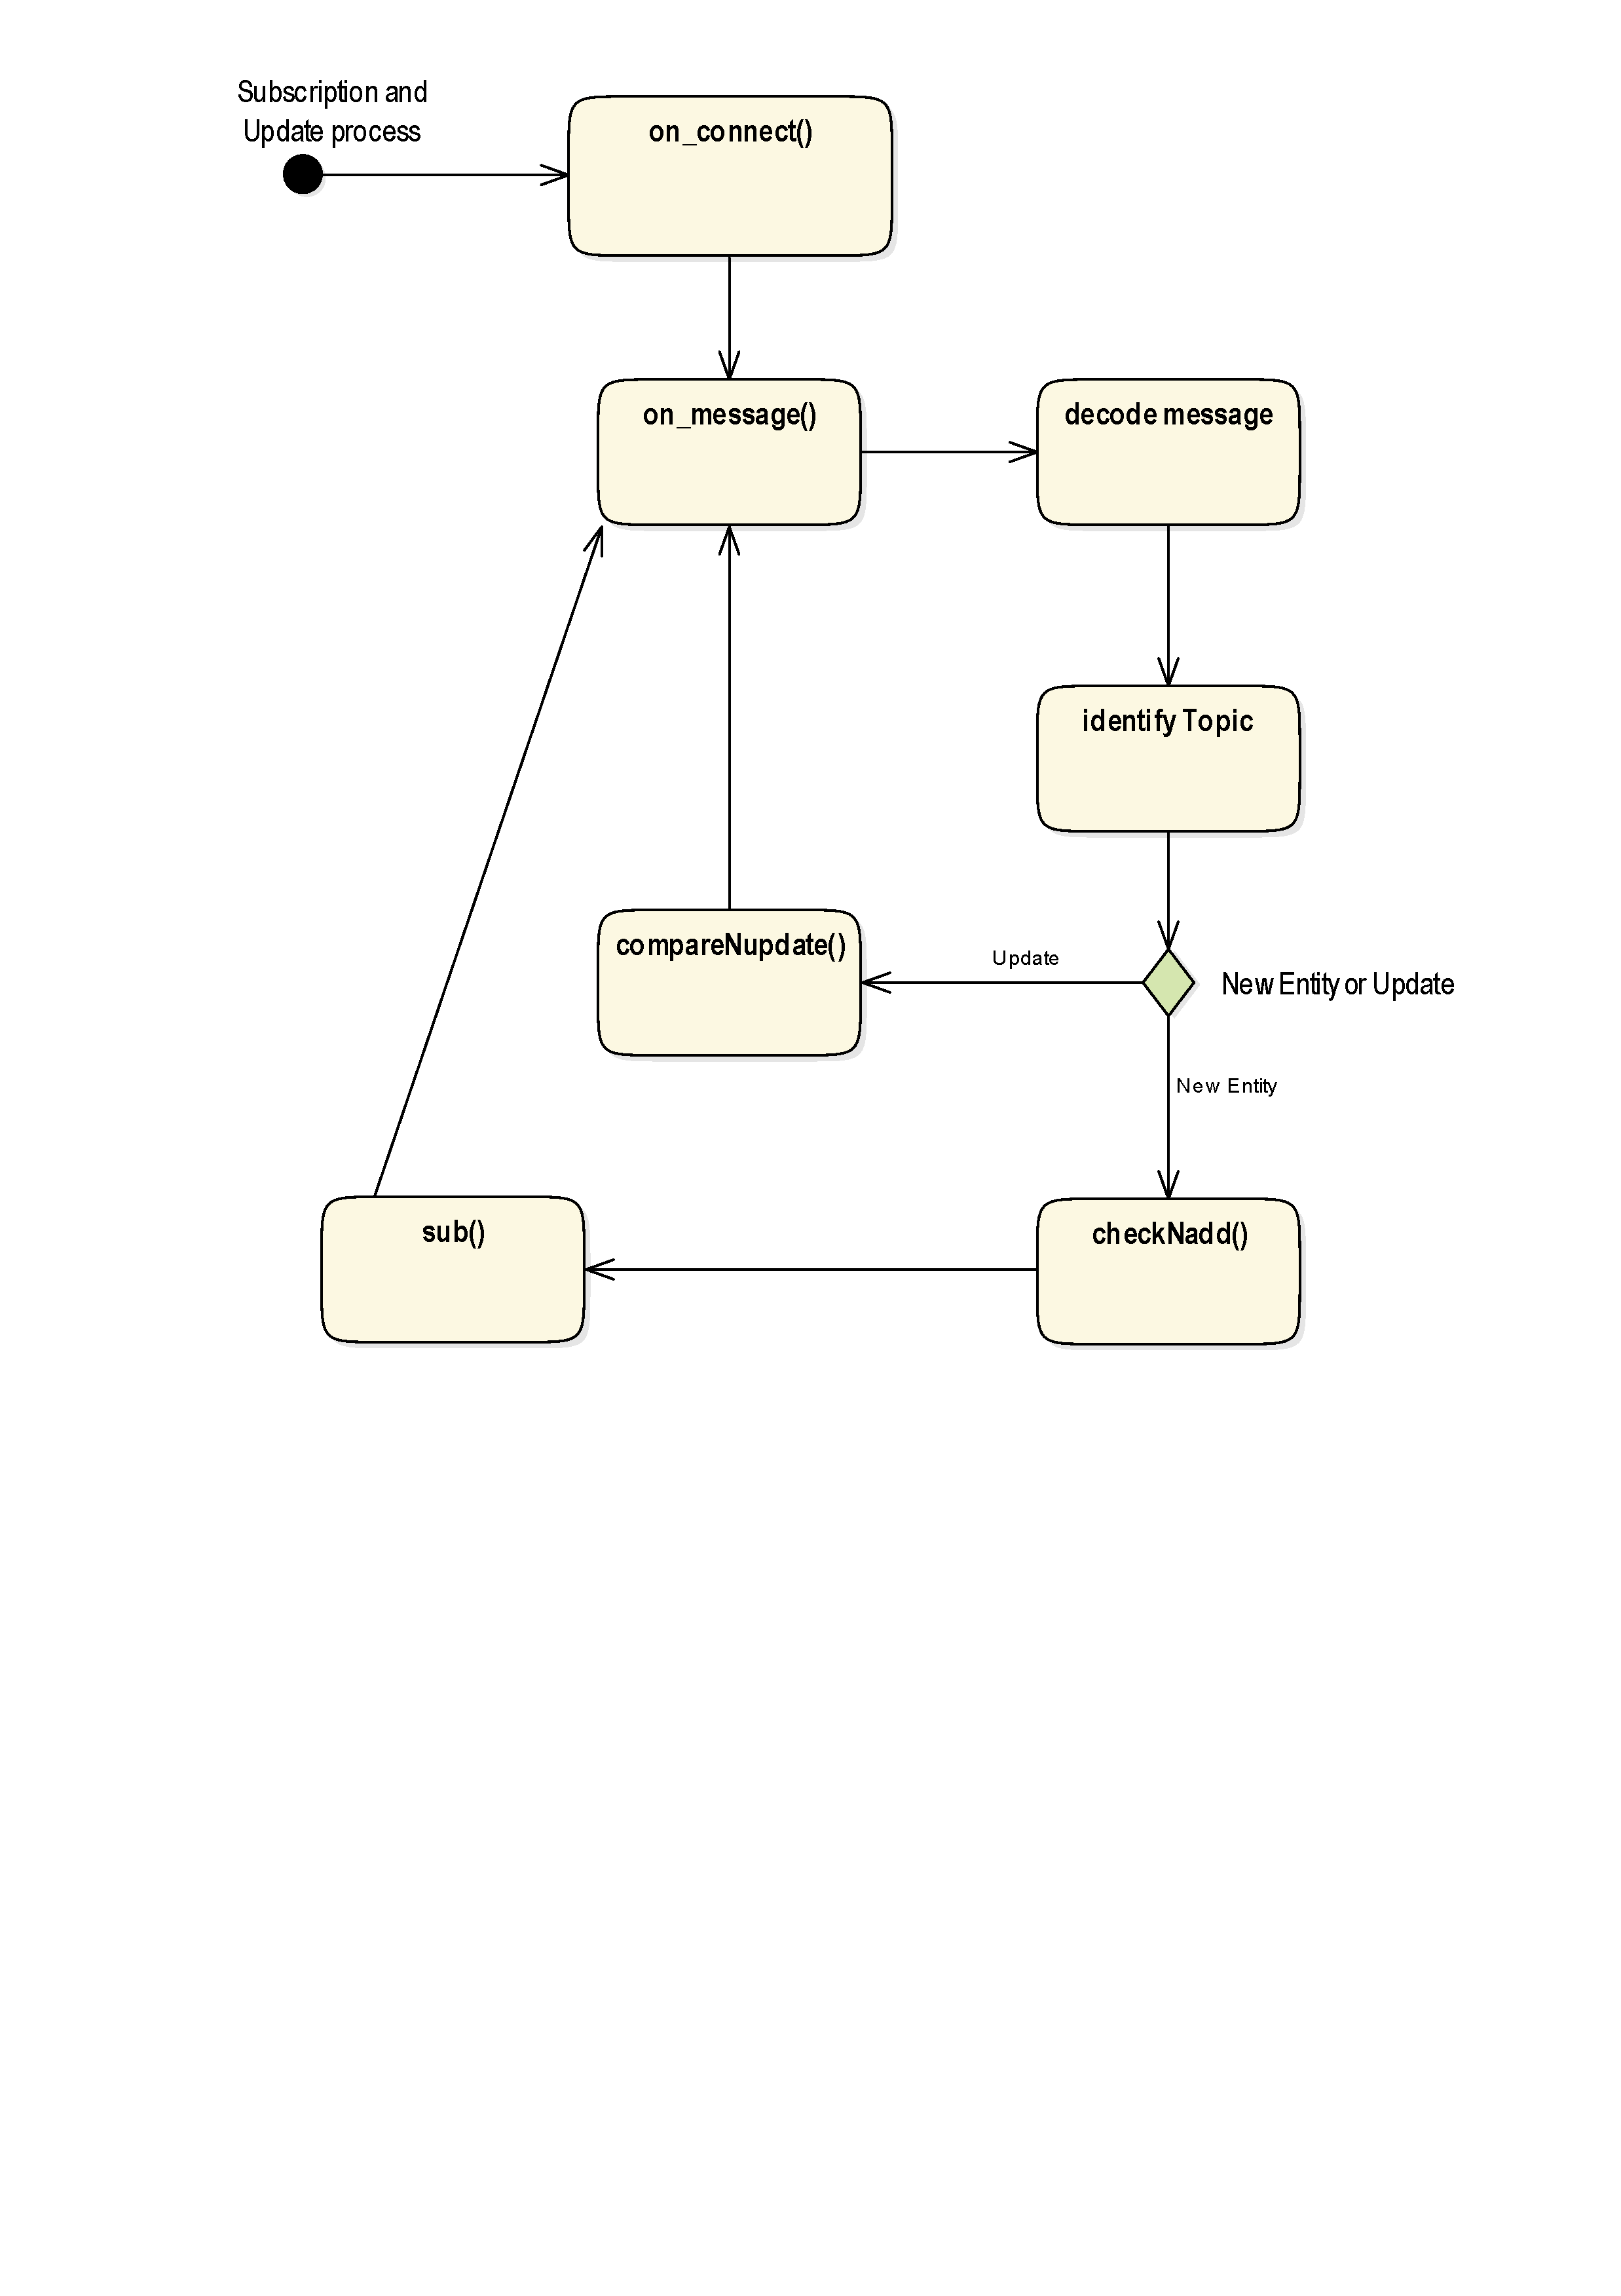 Subscription and
Update process
on_connect()
on_message()
decode message
identify Topic
compareNupdate()
Update
New Entity or Update
New Entity
sub()
checkNadd()